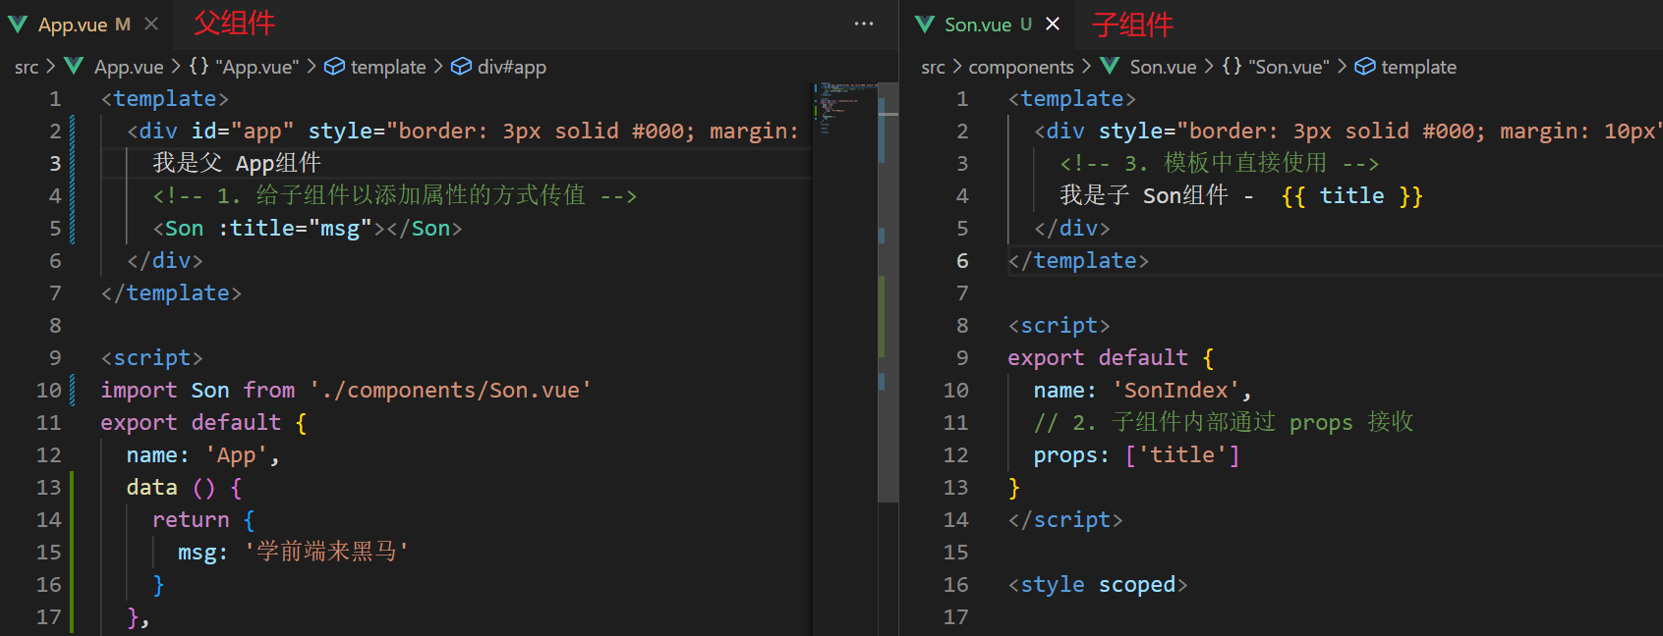 App.vue M
父组件
src > App.vue > {} "App.vue" > template > div#app
1 <template>
2 <div id="app" style="border: 3px solid #000; margin:
3 我是父 App组件
4 <!-- 1. 给子组件以添加属性的方式传值 -->
5 <Son :title="msg"></Son>
6 </div>
7 </template>
8
9 <script>
10 import Son from './components/Son.vue'
11 export default {
12 name: 'App',
13 data () {
14 return {
15 msg: '学前端来黑马'
16 }
17 },
Son.vue U
子组件
src > components > Son.vue > {} "Son.vue" > template
1 <template>
2 <div style="border: 3px solid #000; margin: 10px"
3 <!-- 3. 模板中直接使用 -->
4 我是子 Son组件 - {{ title }}
5 </div>
6 </template>
7
8 <script>
9 export default {
10 name: 'SonIndex',
11 // 2. 子组件内部通过 props 接收
12 props: ['title']
13 }
14 </script>
15
16 <style scoped>
17